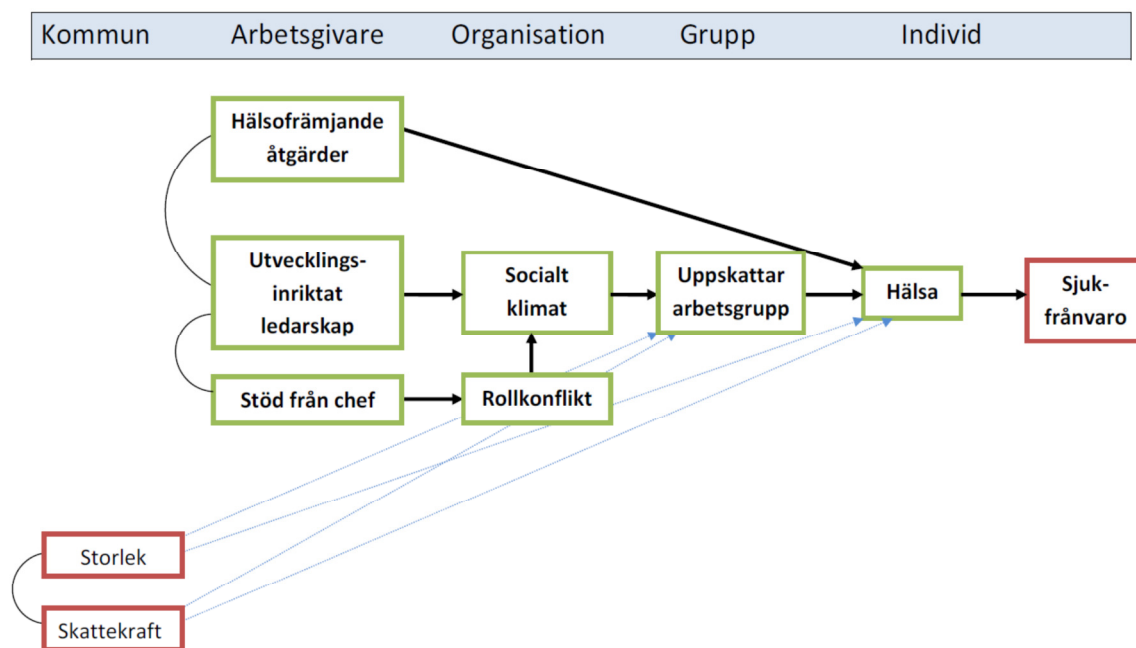 Kommun Arbetsgivare Organisation Grupp Individ
Hälsofrämjande
åtgärder
Utvecklings-
inriktat
ledarskap
Socialt
klimat
Uppskattar
arbetsgrupp
Hälsa
Sjuk-
frånvaro
Stöd från chef
Rollkonflikt
Storlek
Skattekraft